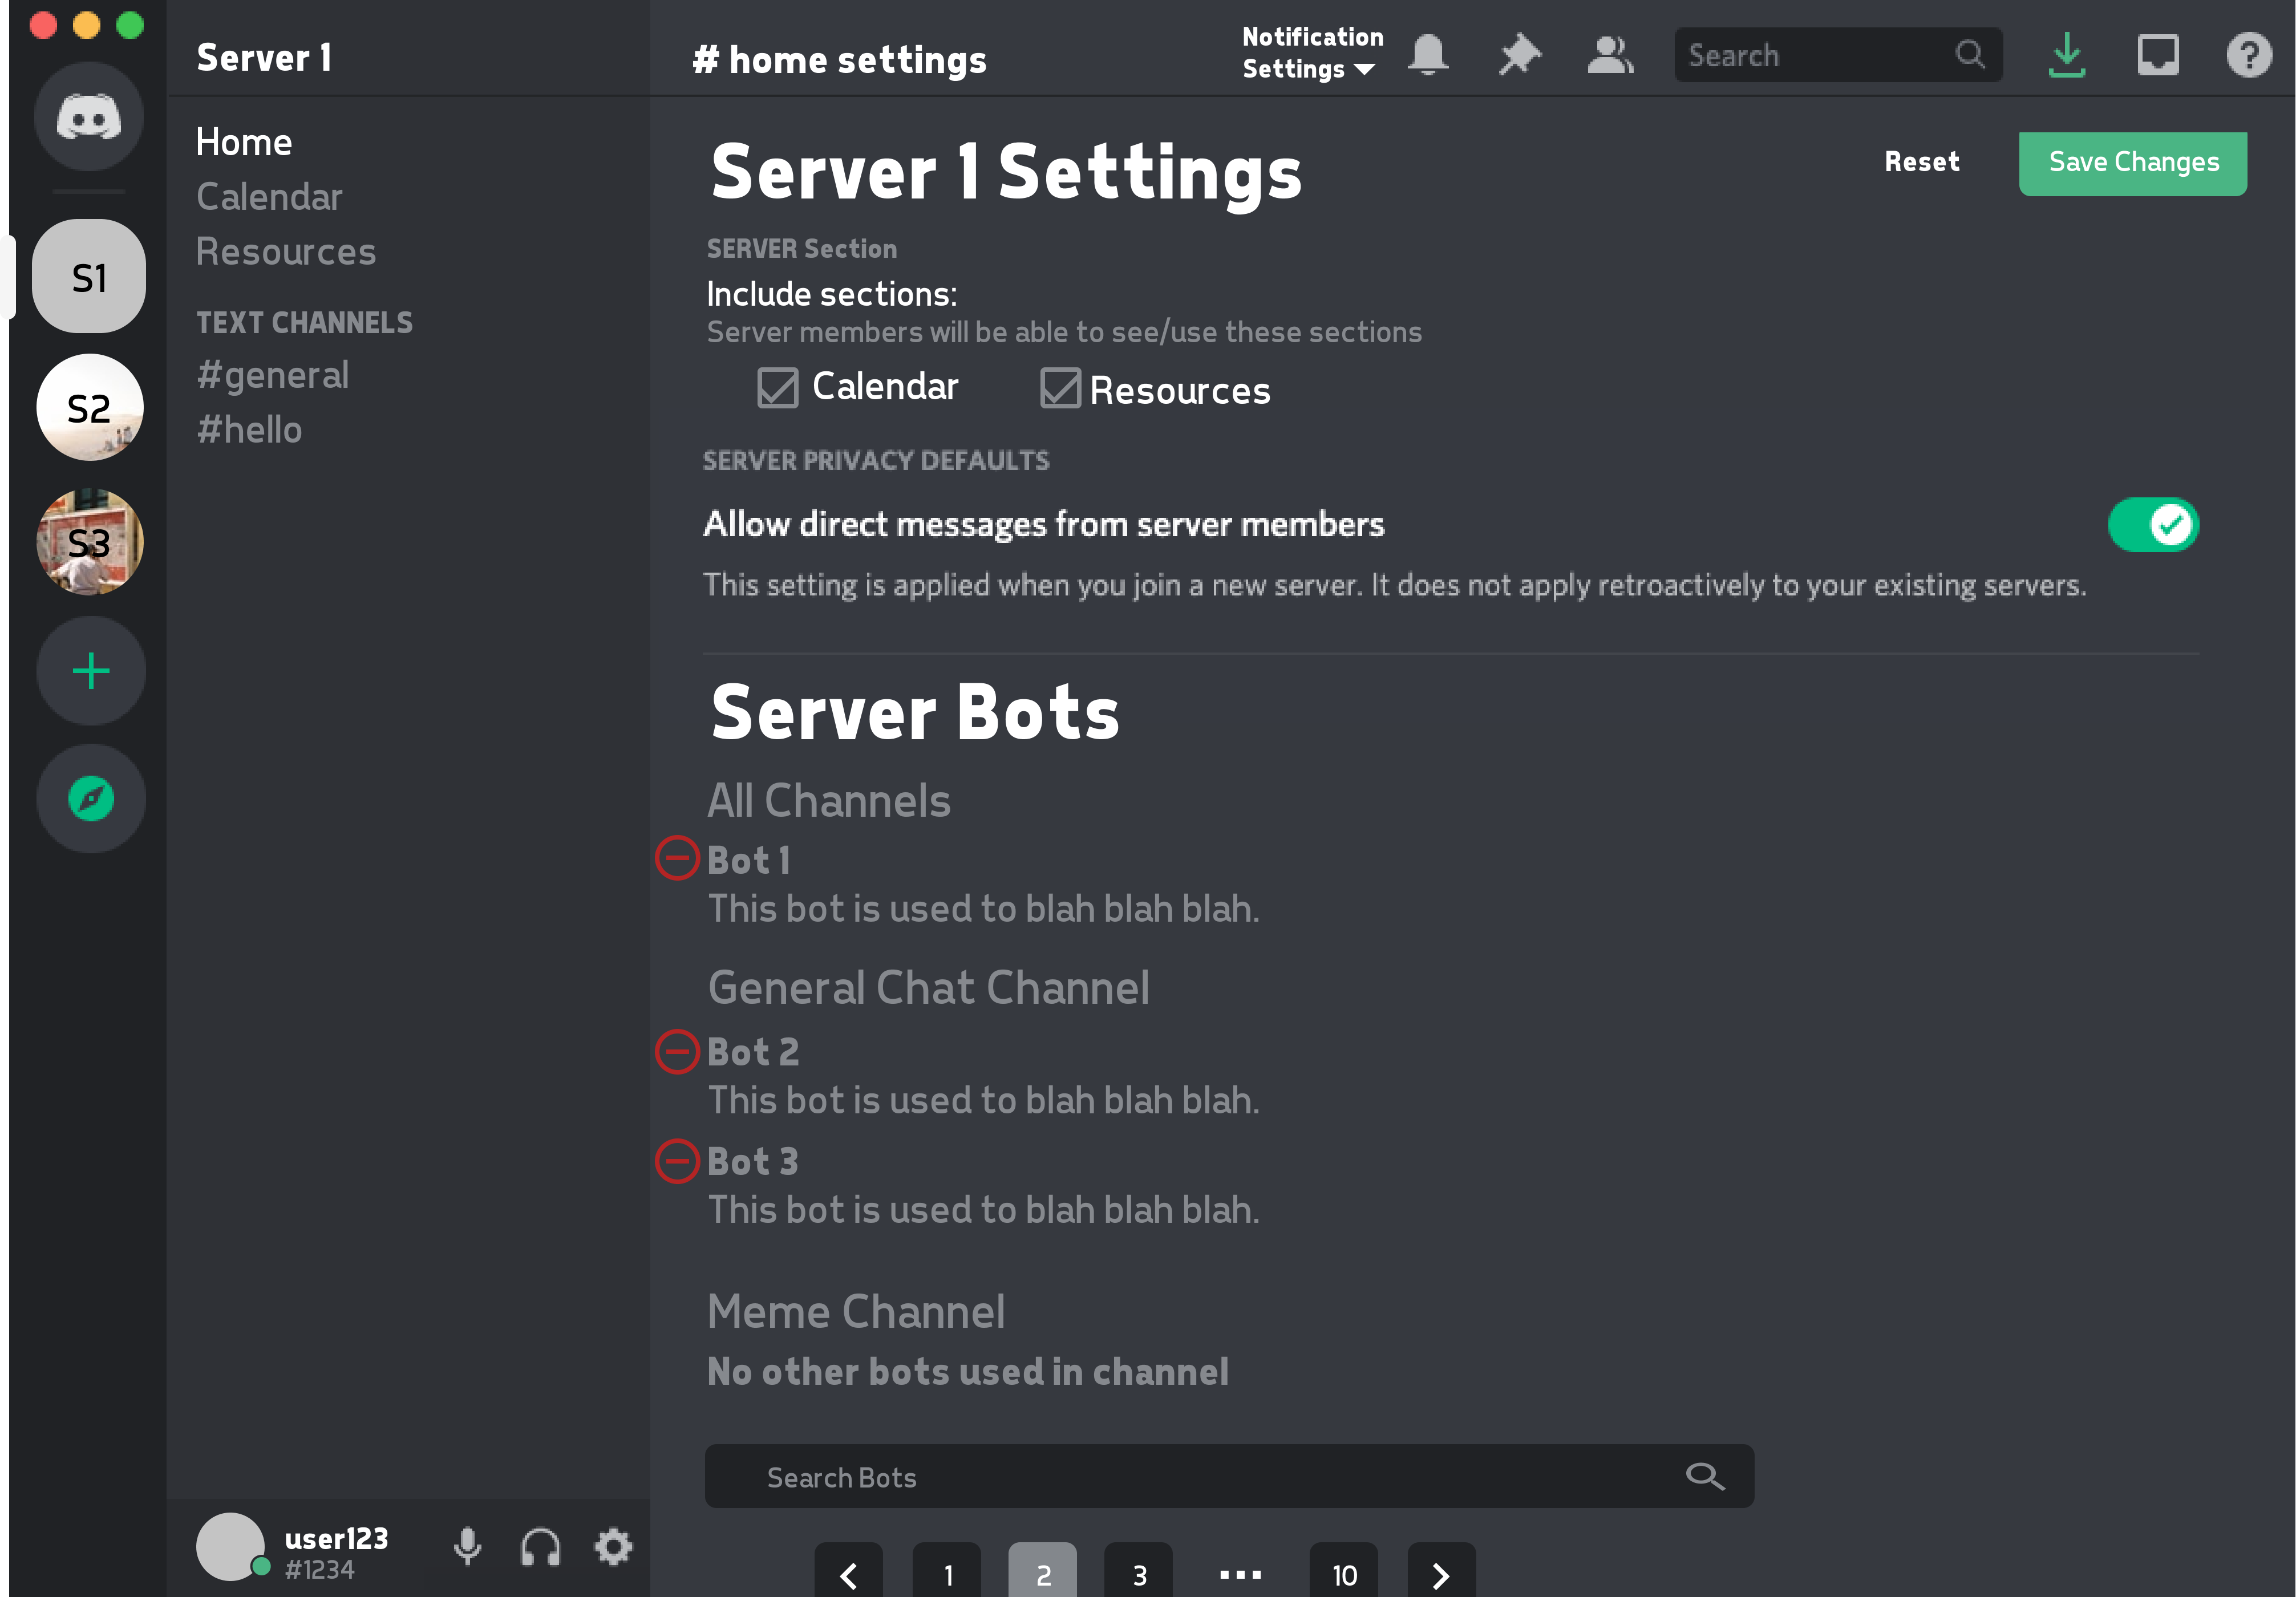 Server 1
# home settings
Notification
Settings
Search
Home
Calendar
Resources
TEXT CHANNELS
#general
#hello
S1
S2
S3
Server 1 Settings
Reset
Save Changes
SERVER Section
Include sections:
Server members will be able to see/use these sections
Calendar
Resources
SERVER PRIVACY DEFAULTS
Allow direct messages from server members
This setting is applied when you join a new server. It does not apply retroactively to your existing servers.
Server Bots
All Channels
Bot 1
This bot is used to blah blah blah.
General Chat Channel
Bot 2
This bot is used to blah blah blah.
Bot 3
This bot is used to blah blah blah.
Meme Channel
No other bots used in channel
Search Bots
1 2 3 ... 10
user123
#1234